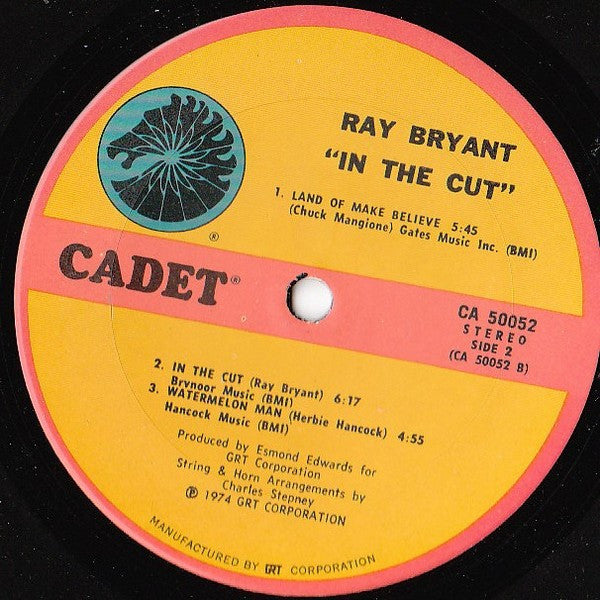 RAY BRYANT
"IN THE CUT"
1. LAND OF MAKE BELIEVE 5:45
(Chuck Mangione) Gates Music Inc. (BMI)
®
CADET®
CA 50052
STEREO
SIDE 2
(CA 50052 B)
2. IN THE CUT (Ray Bryant) 6:17
Brynoor Music (BMI)
3. WATERMELON MAN (Herbie Hancock) 4:55
Hancock Music (BMI)
Produced by Esmond Edwards for
GRT Corporation
String & Horn Arrangements by
Charles Stepney
℗ 1974 GRT CORPORATION
MANUFACTURED BY GRT CORPORATION